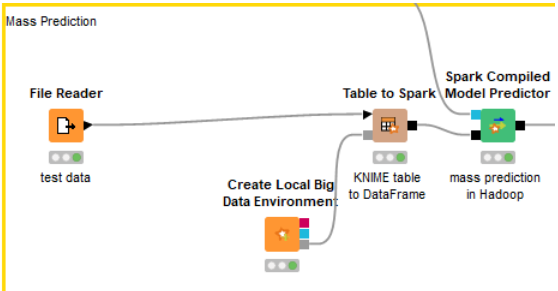 Mass Prediction
File Reader
test data
Create Local Big
Data Environment
Table to Spark
KNIME table
to DataFrame
Spark Compiled
Model Predictor
mass prediction
in Hadoop